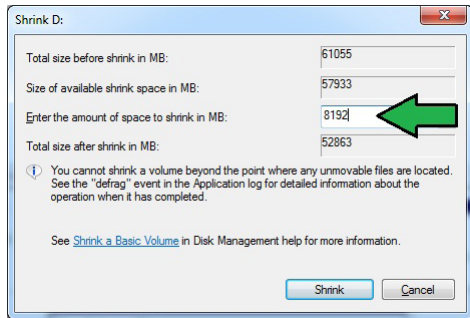 Shrink D:
Total size before shrink in MB: 61055
Size of available shrink space in MB: 57933
Enter the amount of space to shrink in MB: 8192
Total size after shrink in MB: 52863
You cannot shrink a volume beyond the point where any unmovable files are located.
See the "defrag" event in the Application log for detailed information about the
operation when it has completed.
See Shrink a Basic Volume in Disk Management help for more information.
Shrink Cancel